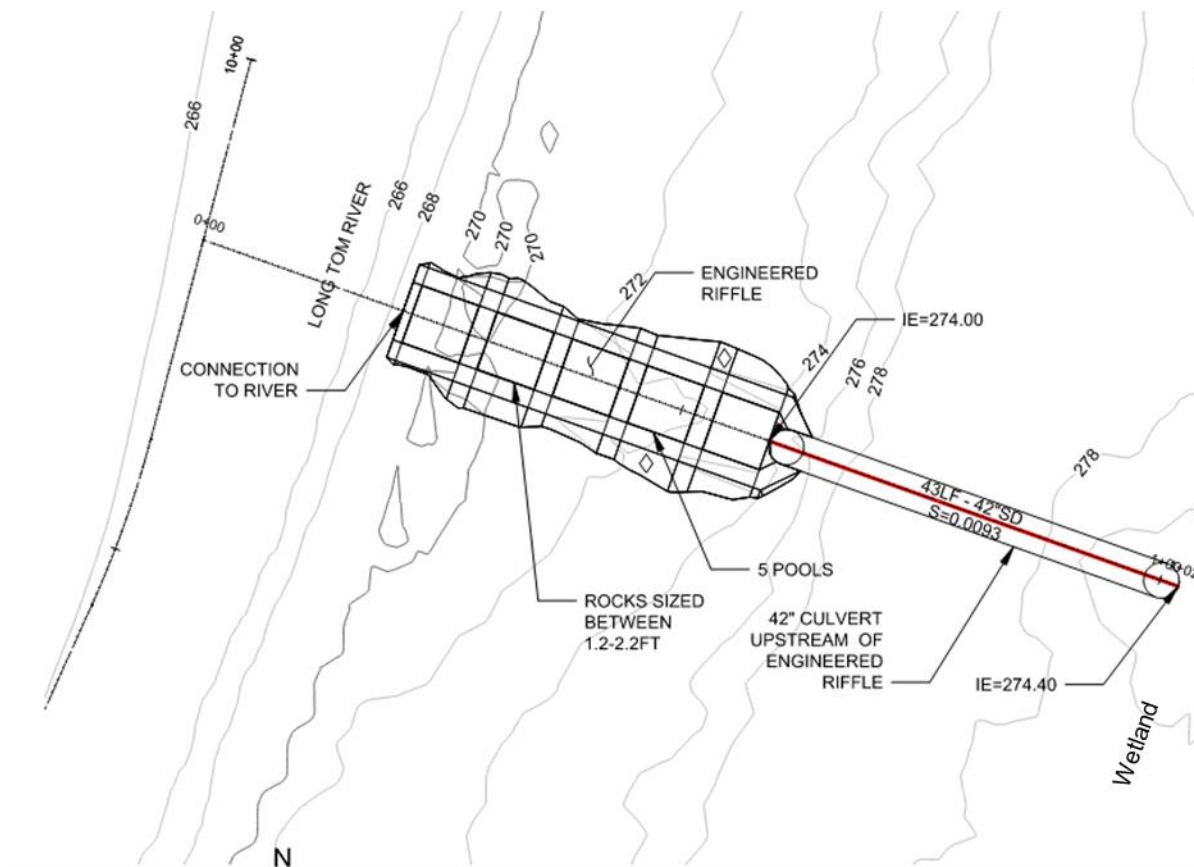 10+00
266
0+00
LONG TOM RIVER
266
268
270
270
270
272
ENGINEERED
RIFFLE
IE=274.00
274
276
278
CONNECTION
TO RIVER
278
43LF - 42"SD
S=0.0093
5 POOLS
ROCKS SIZED
BETWEEN
1.2-2.2FT
42" CULVERT
UPSTREAM OF
ENGINEERED
RIFFLE
IE=274.40
Wetland
N